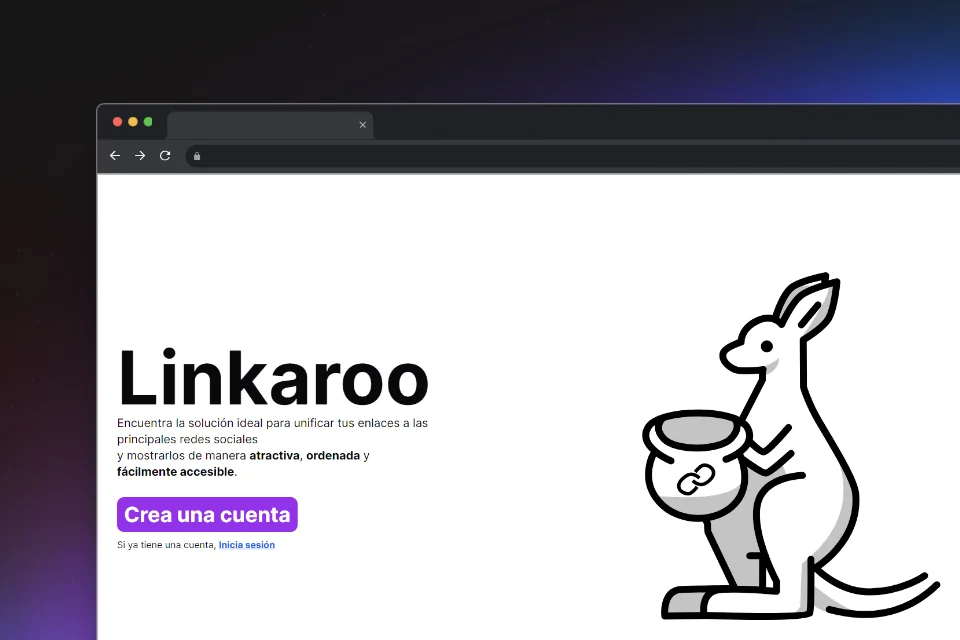 Linkaroo
Encuentra la solución ideal para unificar tus enlaces a las
principales redes sociales
y mostrarlos de manera atractiva, ordenada y
fácilmente accesible.
Crea una cuenta
Si ya tiene una cuenta, Inicia sesión